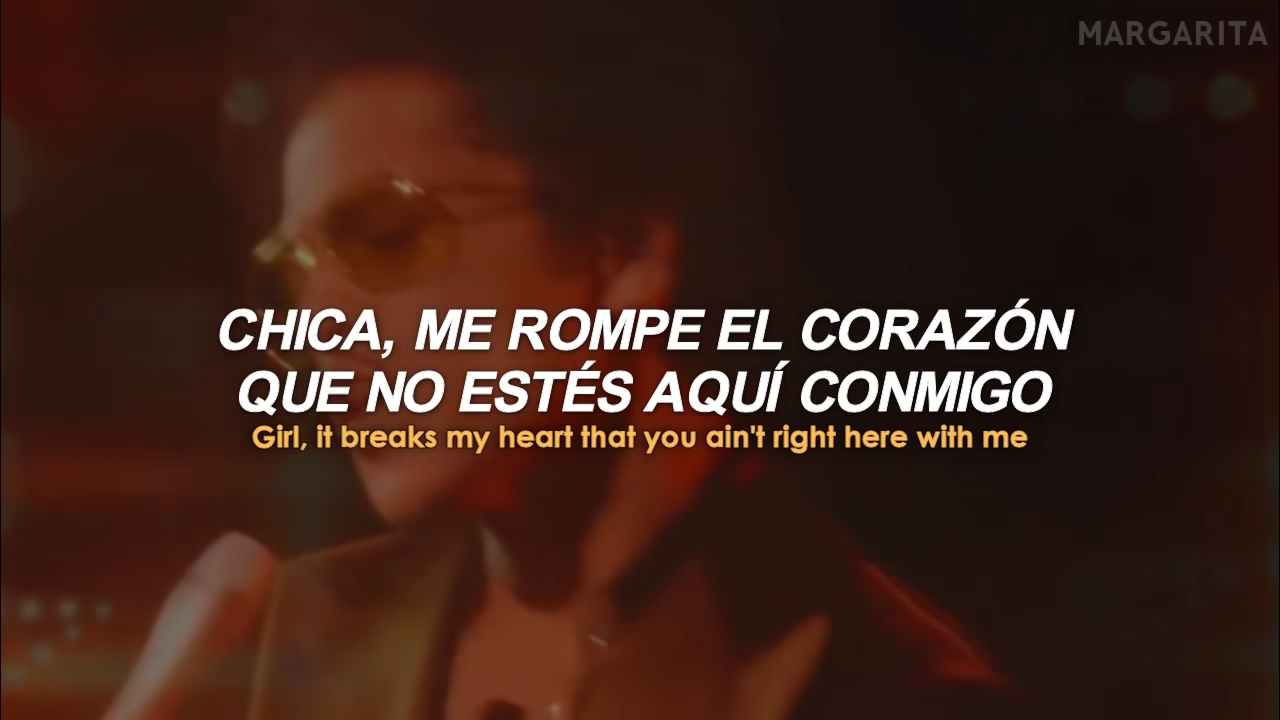 MARGARITA
CHICA, ME ROMPE EL CORAZÓN
QUE NO ESTÉS AQUÍ CONMIGO
Girl, it breaks my heart that you ain't right here with me